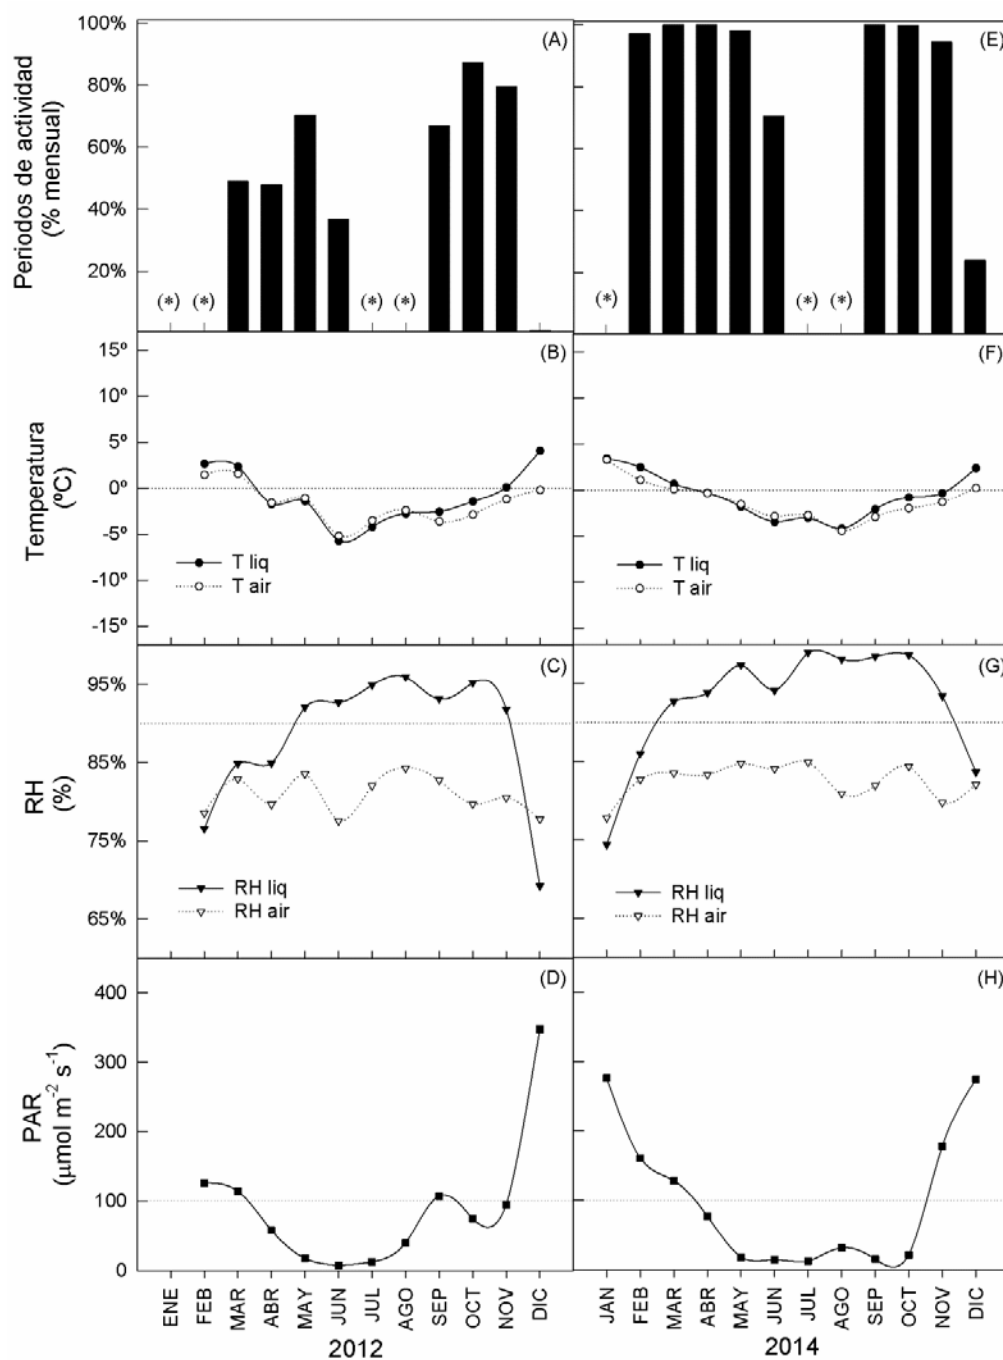 Periodos de actividad
(% mensual)
100%
80%
60%
40%
20%
(A)
(*)
(*)
(*)
(*)
(E)
(*)
(*)
(*)
Temperatura
(ºC)
15º
10º
5º
0º
-5º
-10º
-15º
(B)
T liq
T air
(F)
T liq
T air
RH
(%)
95%
85%
75%
65%
(C)
RH liq
RH air
(G)
RH liq
RH air
PAR
(μmol m-2 s-1)
400
300
200
100
0
(D)
(H)
ENE
FEB
MAR
ABR
MAY
JUN
JUL
AGO
SEP
OCT
NOV
DIC
2012
JAN
FEB
MAR
ABR
MAY
JUN
JUL
AGO
SEP
OCT
NOV
DIC
2014